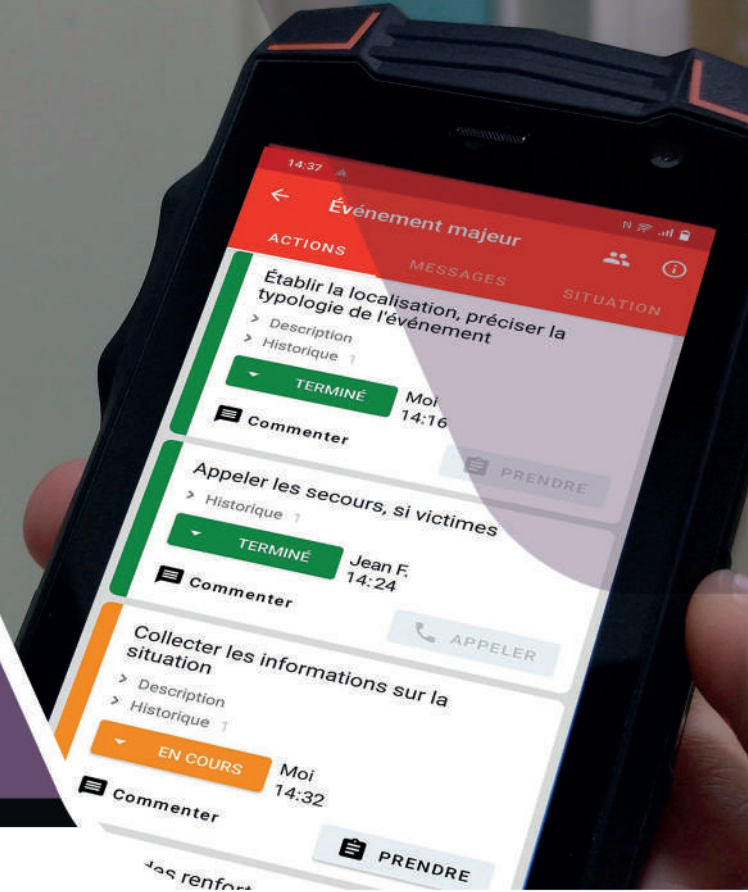 14:37
Événement majeur
ACTIONS
MESSAGES
SITUATION
Établir la localisation, préciser la
typologie de l'événement
> Description
> Historique 1
TERMINÉ
Moi
14:16
Commenter
PRENDRE
Appeler les secours, si victimes
> Historique 1
TERMINÉ
Jean F.
14:24
Commenter
APPELER
Collecter les informations sur la
situation
> Description
> Historique 1
EN COURS
Moi
14:32
Commenter
PRENDRE
des